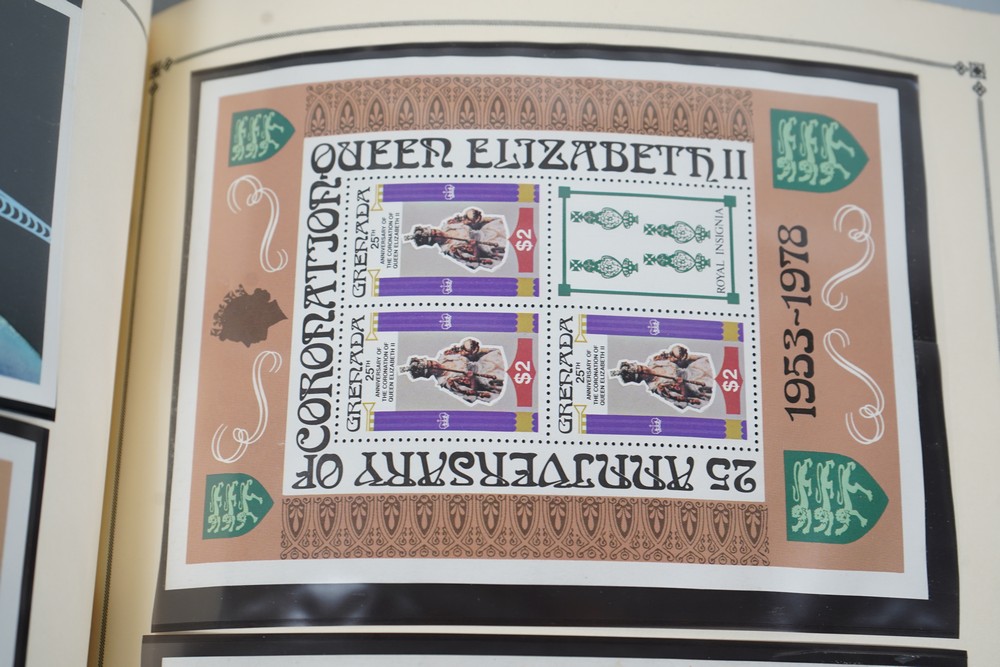 25 ANNIVERSARY OF
CORONATION
QUEEN ELIZABETH II
1953~1978
GRENADA
25TH
ANNIVERSARY OF
THE CORONATION OF
QUEEN ELIZABETH II
$2
ROYAL INSIGNIA
GRENADA
25TH
ANNIVERSARY OF
THE CORONATION OF
QUEEN ELIZABETH II
$2
GRENADA
25TH
ANNIVERSARY OF
THE CORONATION OF
QUEEN ELIZABETH II
$2